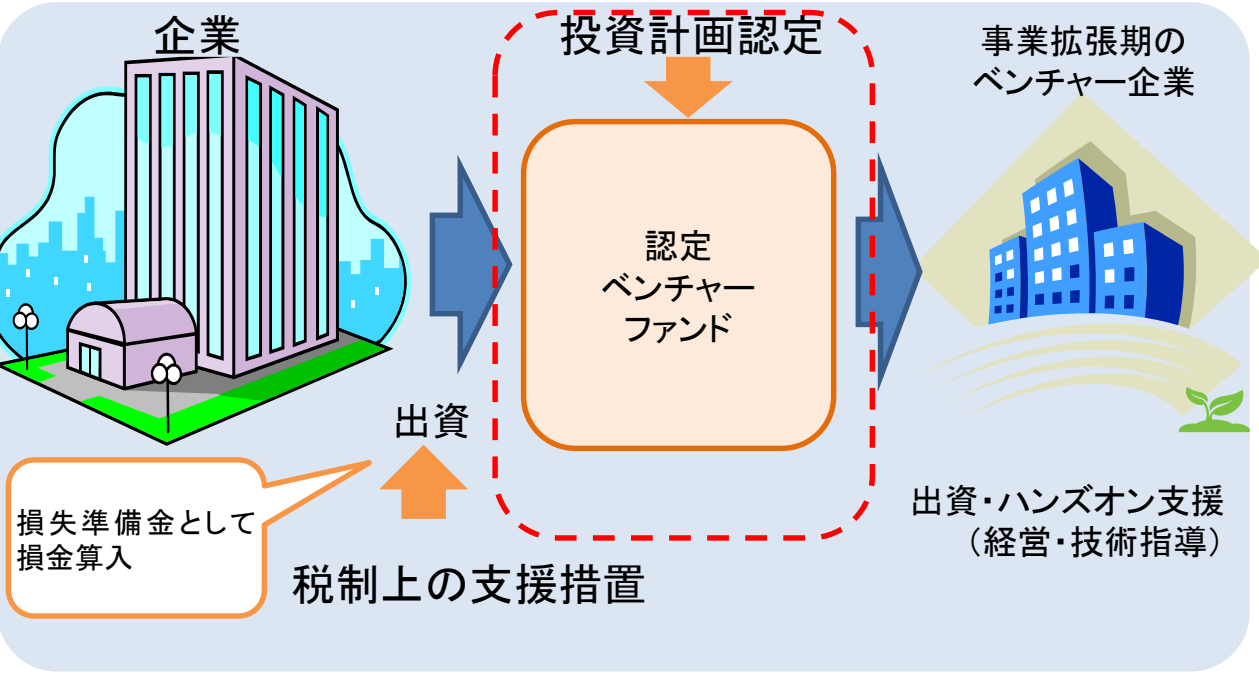 企業
投資計画認定
事業拡張期の
ベンチャー企業
認定
ベンチャー
ファンド
出資
損失準備金として
損金算入
税制上の支援措置
出資・ハンズオン支援
（経営・技術指導）